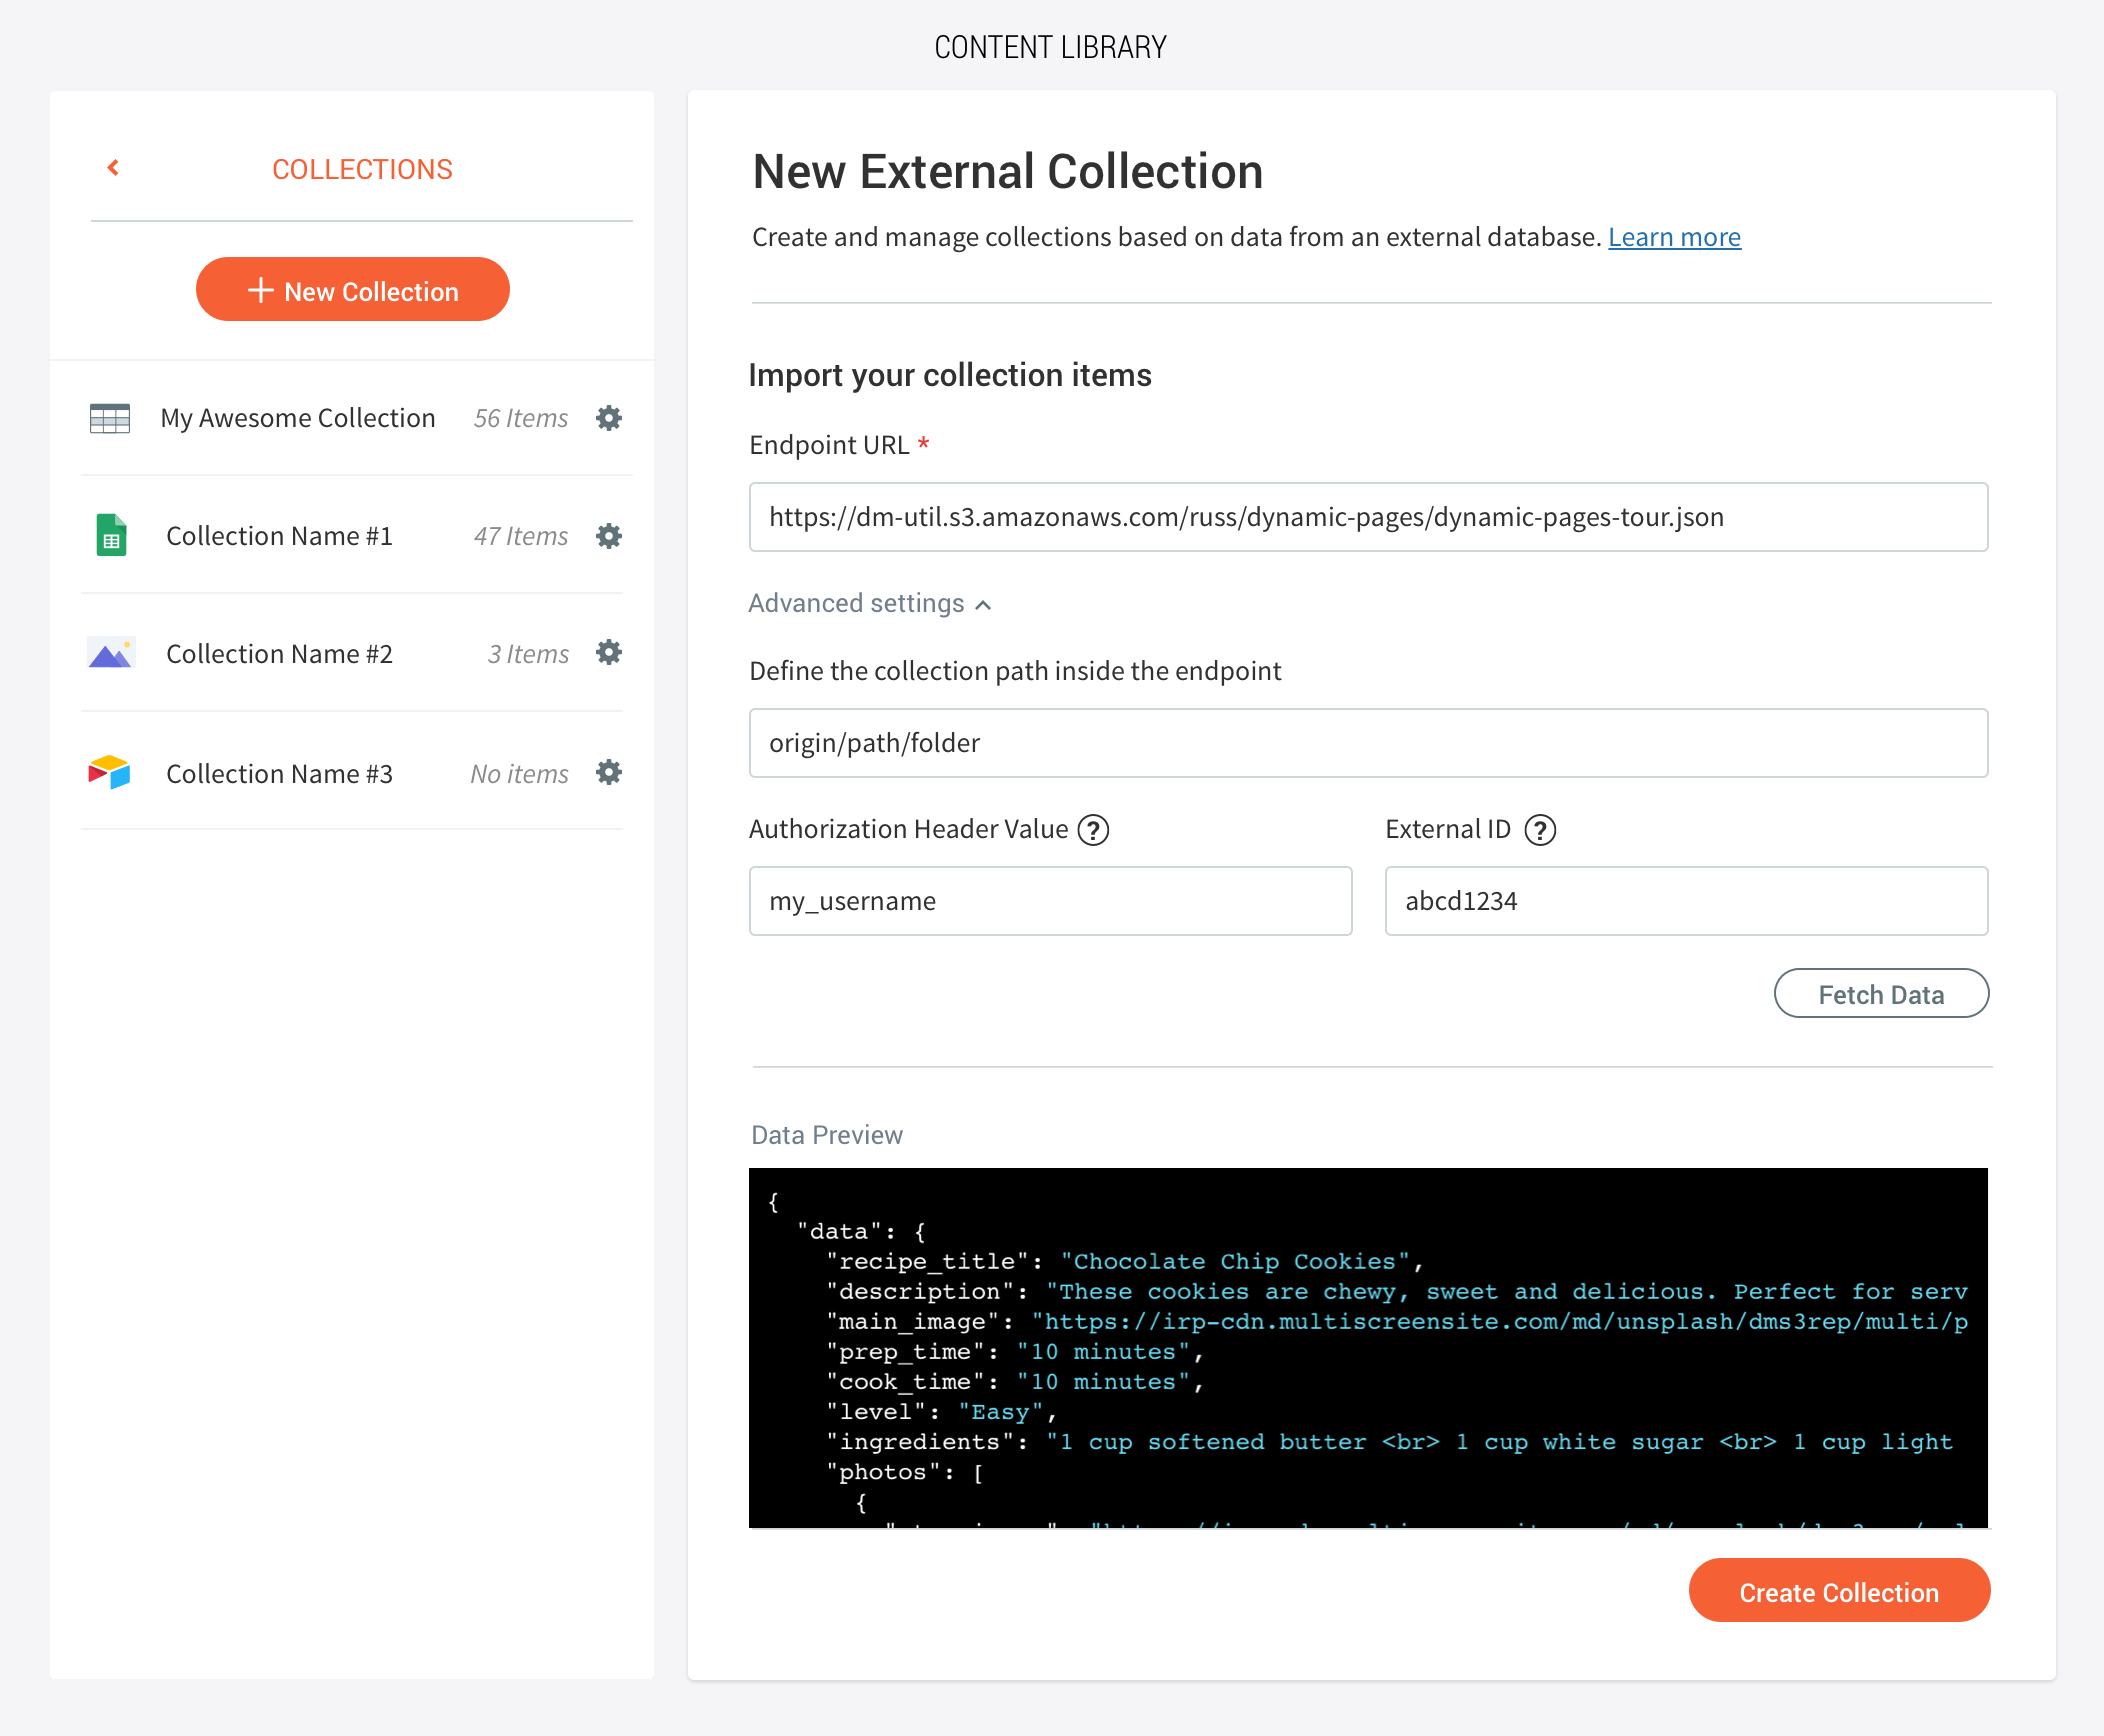 CONTENT LIBRARY
COLLECTIONS
New Collection
My Awesome Collection 56 Items
Collection Name #1 47 Items
Collection Name #2 3 Items
Collection Name #3 No items
New External Collection
Create and manage collections based on data from an external database. Learn more
Import your collection items
Endpoint URL *
https://dm-util.s3.amazonaws.com/russ/dynamic-pages/dynamic-pages-tour.json
Advanced settings
Define the collection path inside the endpoint
origin/path/folder
Authorization Header Value ? External ID ?
my_username abcd1234
Fetch Data
Data Preview
{
"data": {
"recipe_title": "Chocolate Chip Cookies",
"description": "These cookies are chewy, sweet and delicious. Perfect for serv
"main_image": "https://irp-cdn.multiscreensite.com/md/unsplash/dms3rep/multi/p
"prep_time": "10 minutes",
"cook_time": "10 minutes",
"level": "Easy",
"ingredients": "1 cup softened butter <br> 1 cup white sugar <br> 1 cup light
"photos": [
{
Create Collection